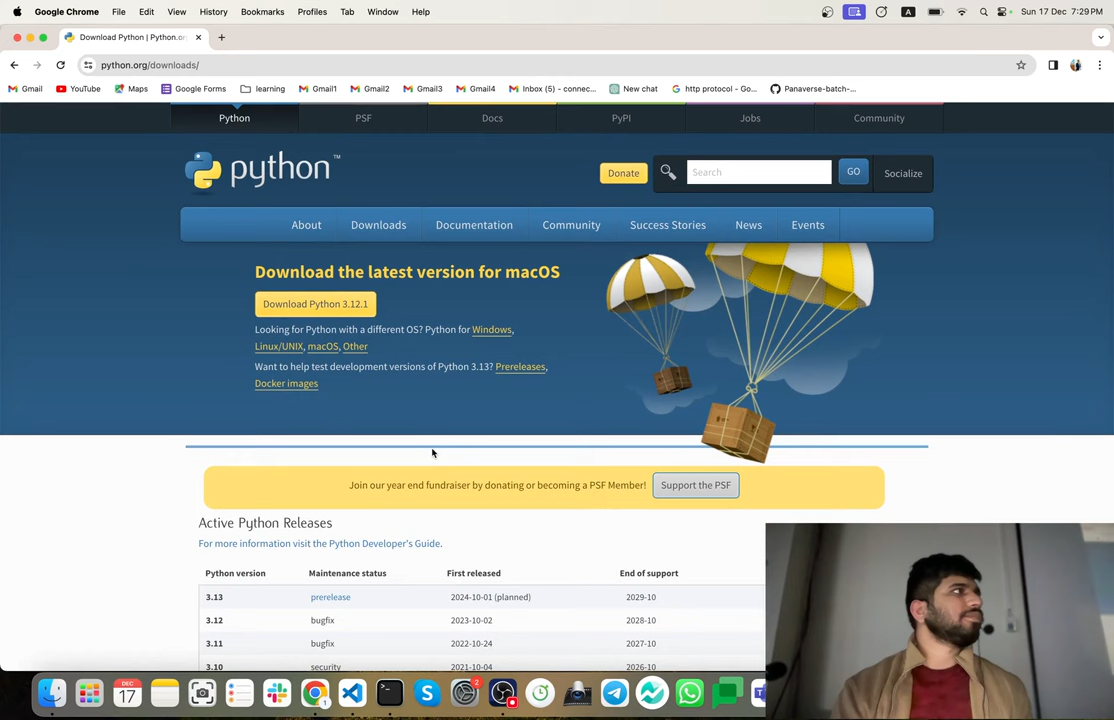 Google Chrome File Edit View History Bookmarks Profiles Tab Window Help A Sun 17 Dec 7:29 PM
Download Python | Python.or
python.org/downloads/
Gmail YouTube Maps Google Forms learning Gmail1 Gmail2 Gmail3 Gmail4 Inbox (5) – connec... New chat http protocol - Go... Panaverse-batch-...
Python PSF Docs PyPI Jobs Community
python™
Donate Search GO Socialize
About Downloads Documentation Community Success Stories News Events
Download the latest version for macOS
Download Python 3.12.1
Looking for Python with a different OS? Python for Windows,
Linux/UNIX, macOS, Other
Want to help test development versions of Python 3.13? Prereleases,
Docker images
Join our year end fundraiser by donating or becoming a PSF Member! Support the PSF
Active Python Releases
For more information visit the Python Developer's Guide.
Python version Maintenance status First released End of support
3.13 prerelease 2024-10-01 (planned) 2029-10
3.12 bugfix 2023-10-02 2028-10
3.11 bugfix 2022-10-24 2027-10
3.10 security 2021-10-04 2026-10
DEC
17
1
2